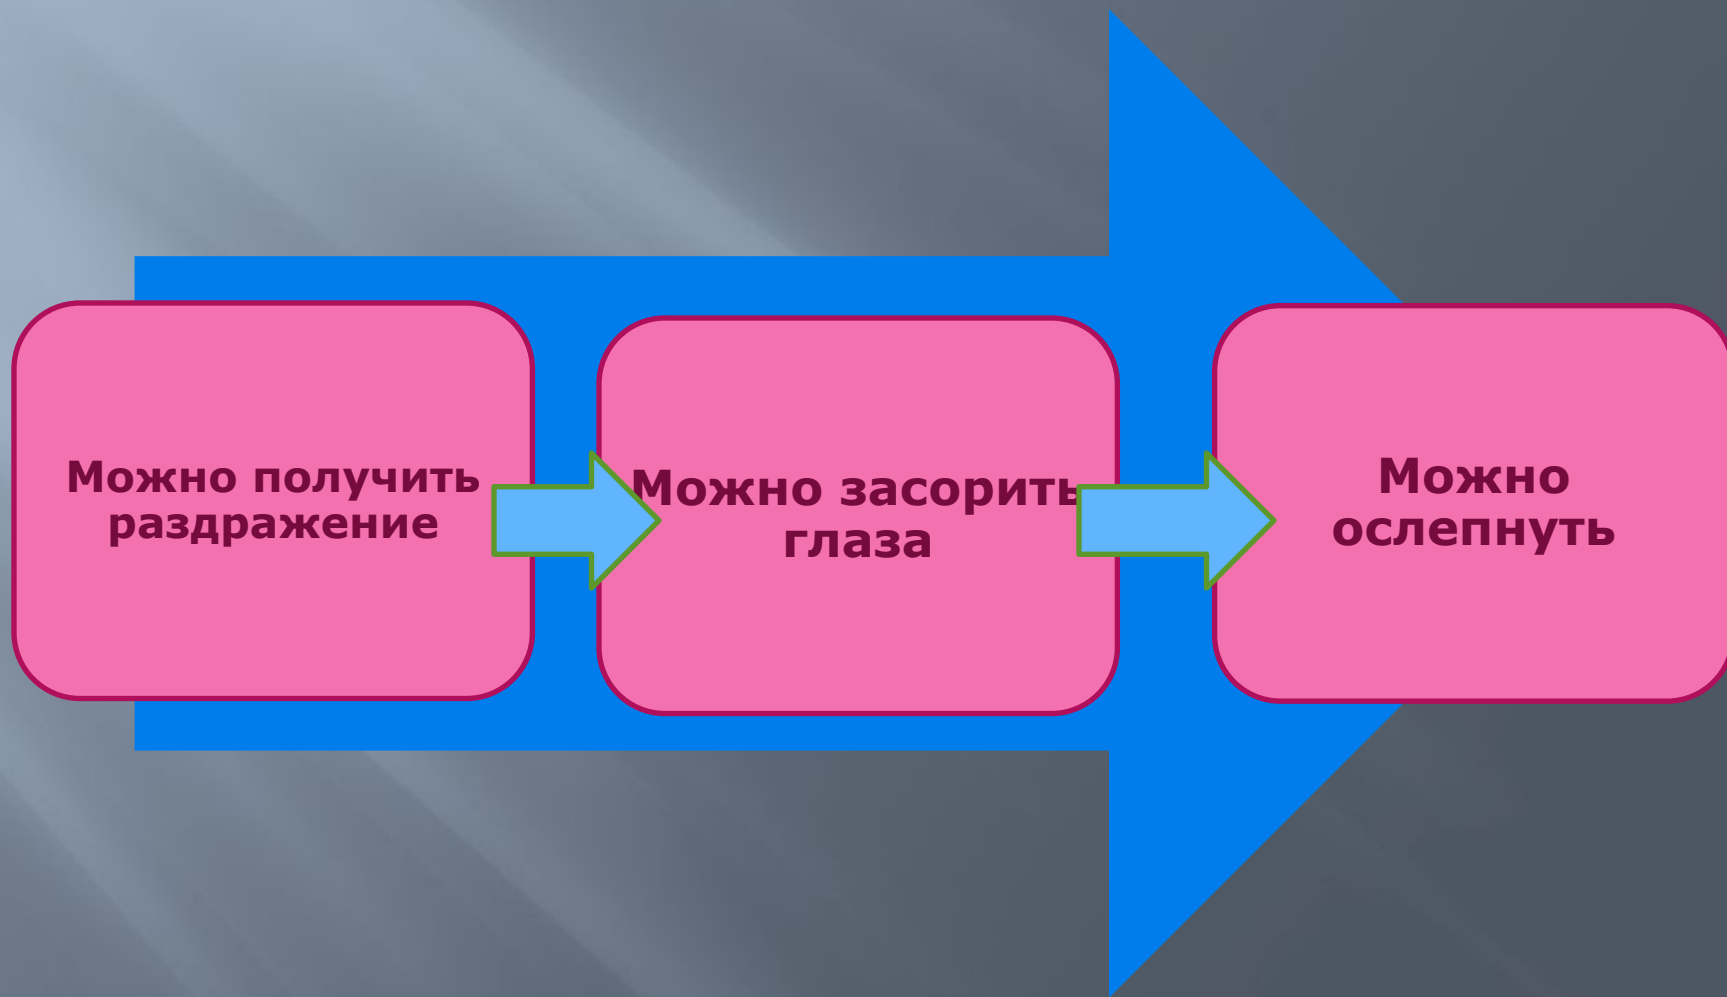 Можно получить
раздражение
Можно засорить
глаза
Можно
ослепнуть